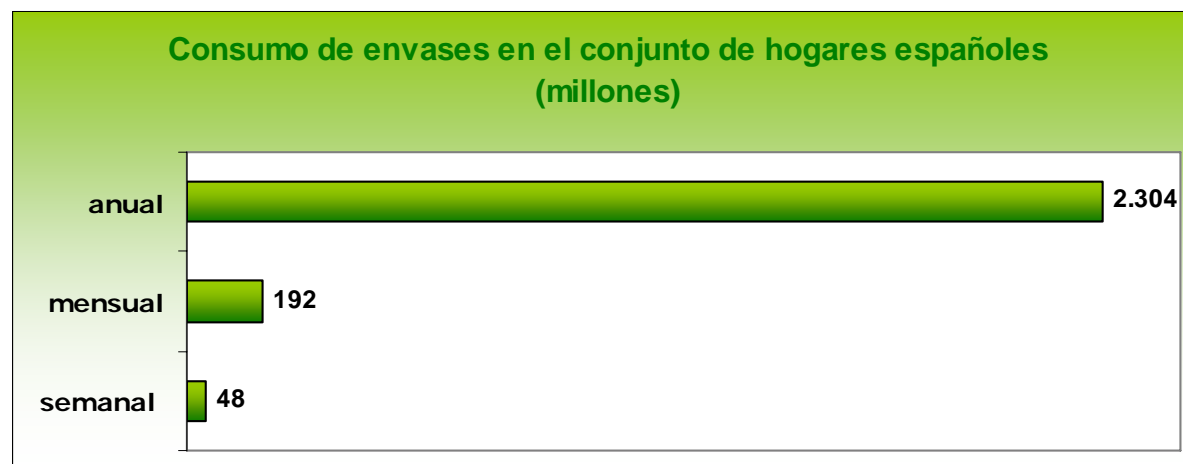 Consumo de envases en el conjunto de hogares españoles
(millones)
anual
2.304
mensual
192
semanal
48